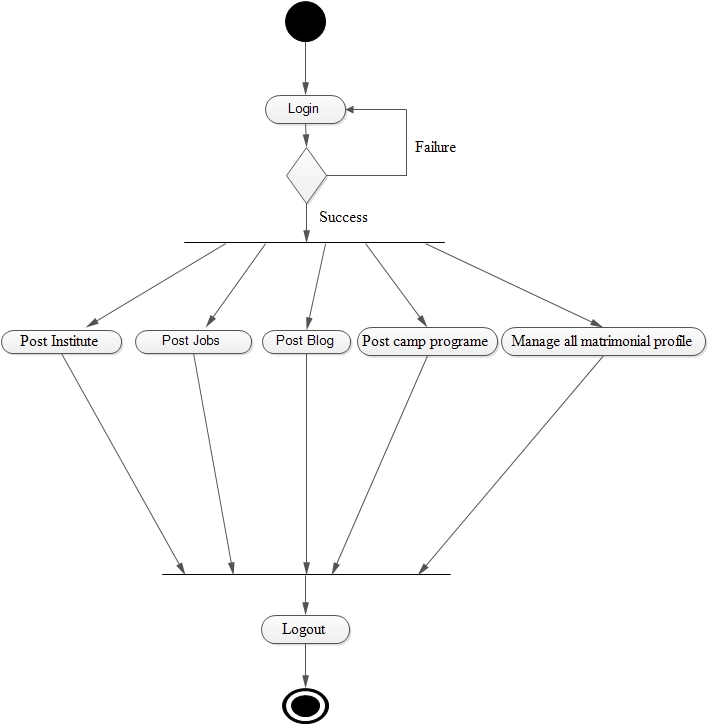 Login
Failure
Success
Post Institute
Post Jobs
Post Blog
Post camp programe
Manage all matrimonial profile
Logout